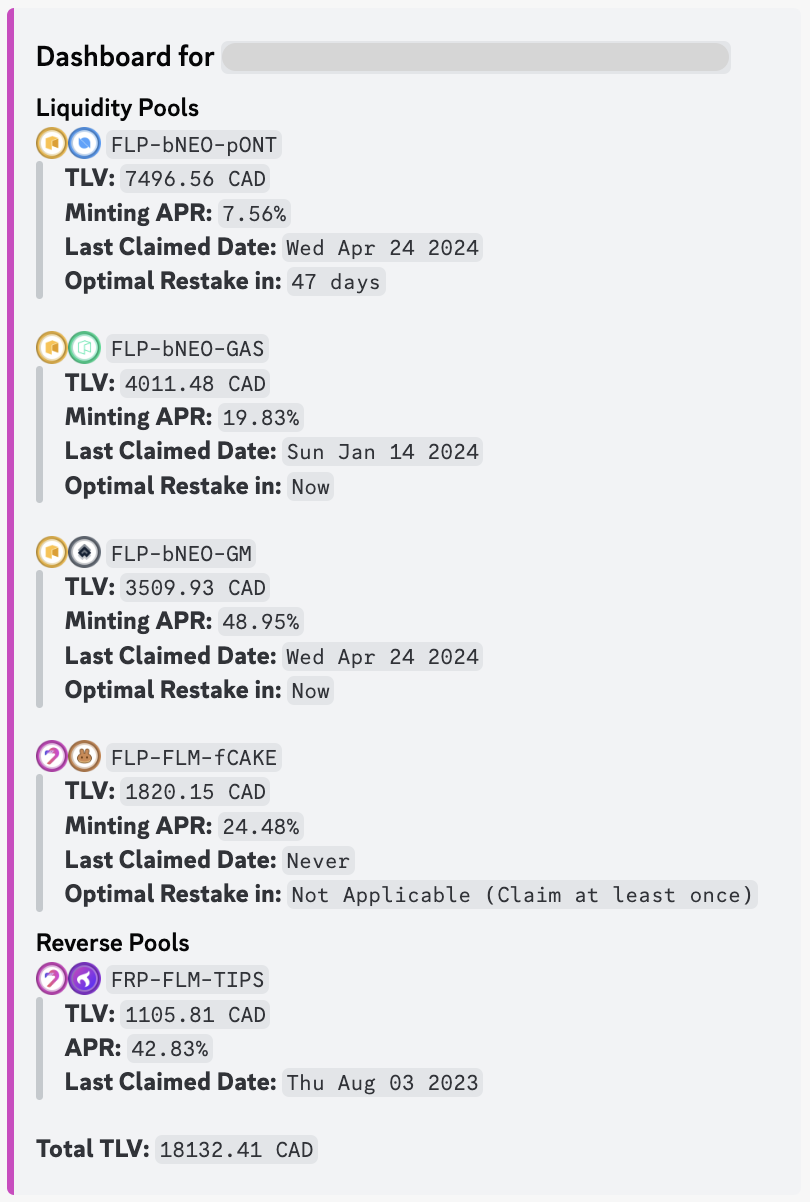 Dashboard for
Liquidity Pools
FLP-bNEO-pONT
TLV: 7496.56 CAD
Minting APR: 7.56%
Last Claimed Date: Wed Apr 24 2024
Optimal Restake in: 47 days
FLP-bNEO-GAS
TLV: 4011.48 CAD
Minting APR: 19.83%
Last Claimed Date: Sun Jan 14 2024
Optimal Restake in: Now
FLP-bNEO-GM
TLV: 3509.93 CAD
Minting APR: 48.95%
Last Claimed Date: Wed Apr 24 2024
Optimal Restake in: Now
FLP-FLM-fCAKE
TLV: 1820.15 CAD
Minting APR: 24.48%
Last Claimed Date: Never
Optimal Restake in: Not Applicable (Claim at least once)
Reverse Pools
FRP-FLM-TIPS
TLV: 1105.81 CAD
APR: 42.83%
Last Claimed Date: Thu Aug 03 2023
Total TLV: 18132.41 CAD